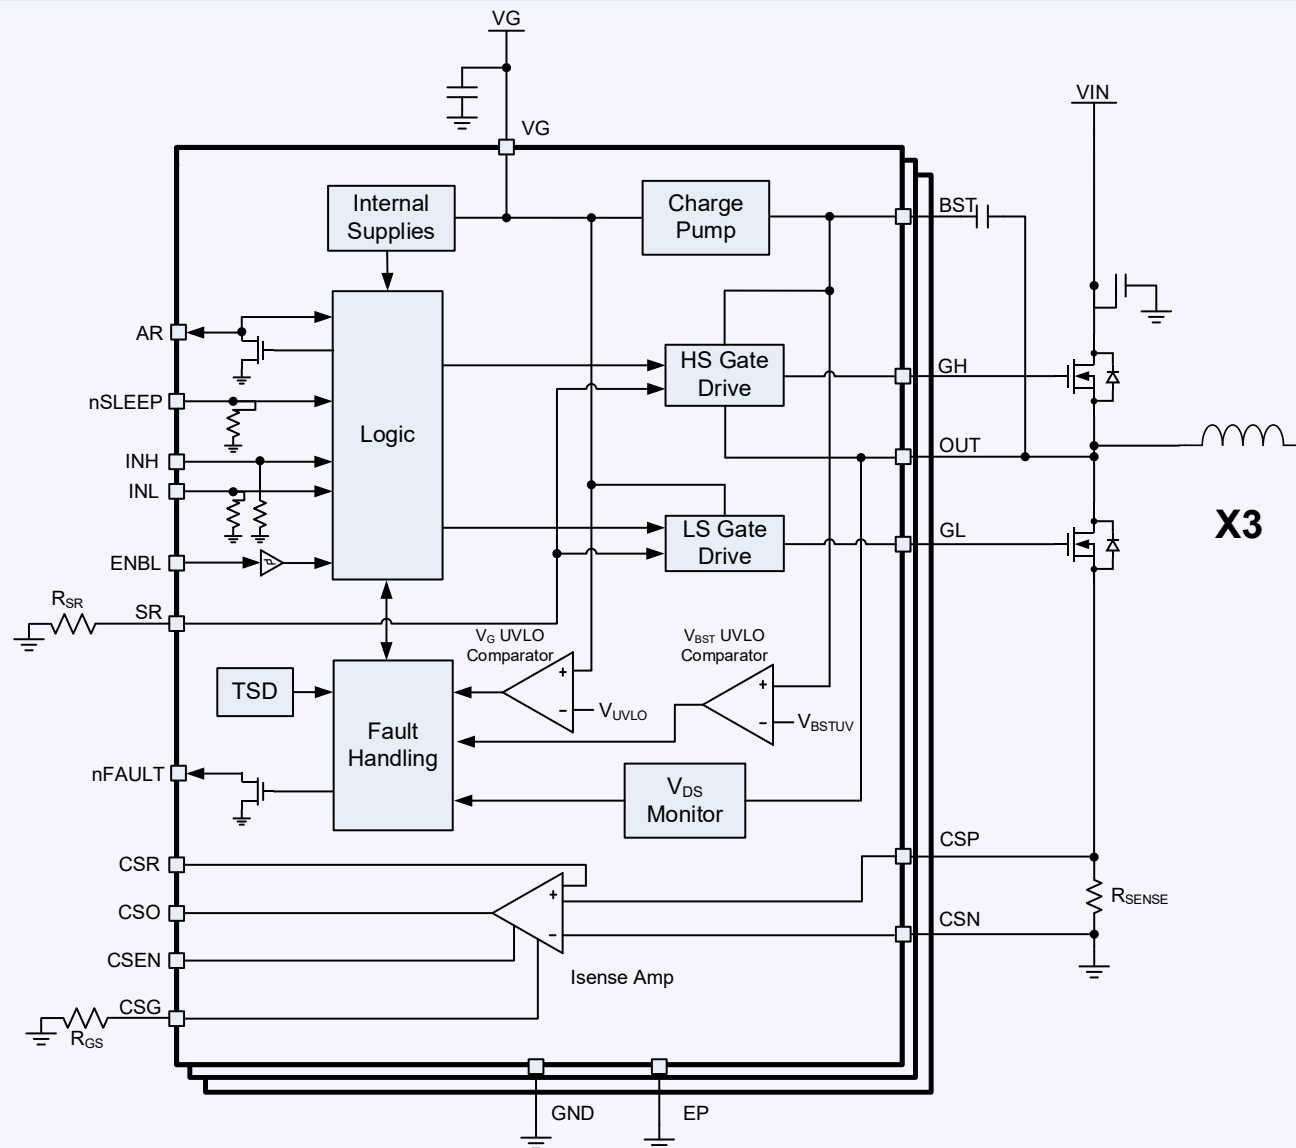 VG
VIN
VG
Internal
Supplies
Charge
Pump
BST
AR
HS Gate
Drive
GH
nSLEEP
Logic
OUT
INH
INL
X3
LS Gate
Drive
GL
ENBL
RSR
SR
VG UVLO
Comparator
VBST UVLO
Comparator
+
+
TSD
−
VUVLO
−
VBSTUV
Fault
Handling
nFAULT
VDS
Monitor
CSR
CSP
+
RSENSE
CSO
−
CSN
CSEN
Isense Amp
CSG
RGS
GND
EP